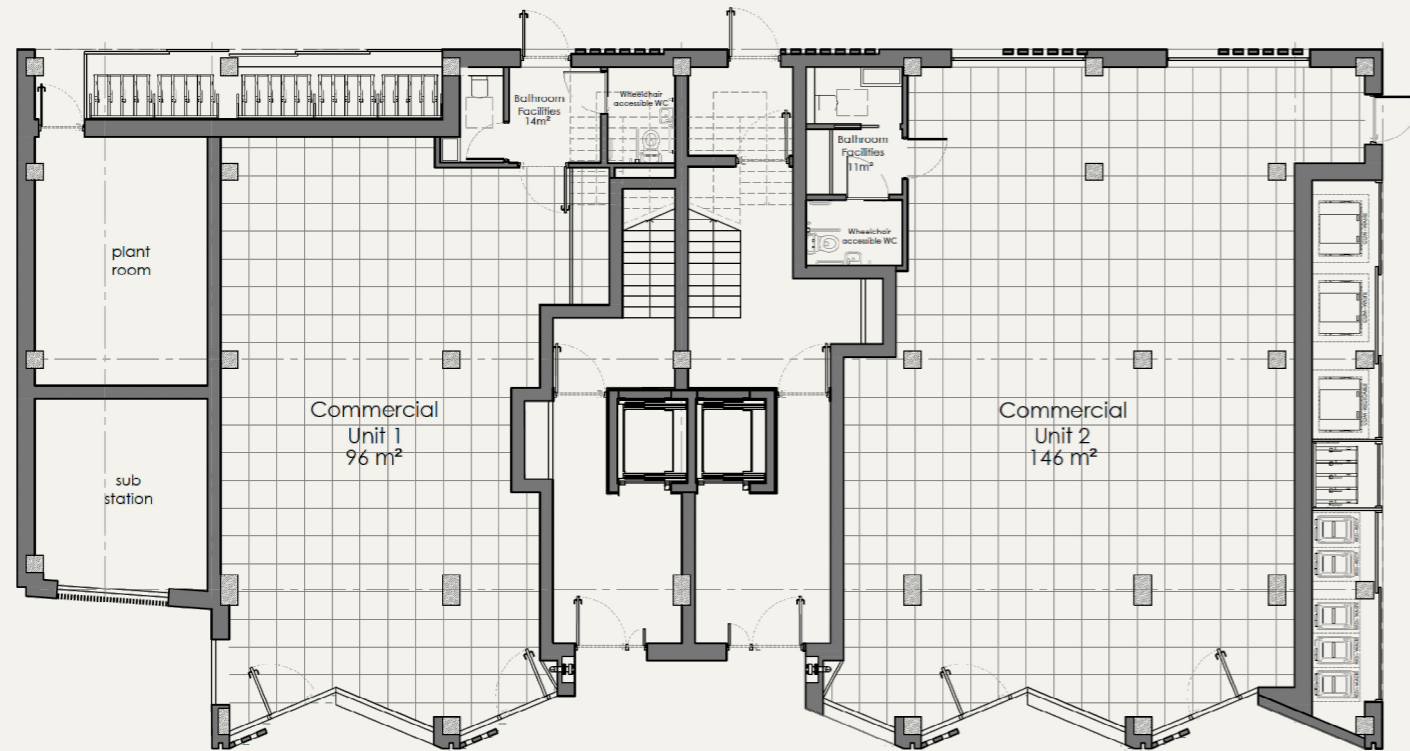 Bathroom
Facilities
14m²
Wheelchair
accessible WC
Bathroom
Facilities
11m²
Wheelchair
accessible WC
plant
room
Commercial
Unit 1
96 m²
Commercial
Unit 2
146 m²
sub
station